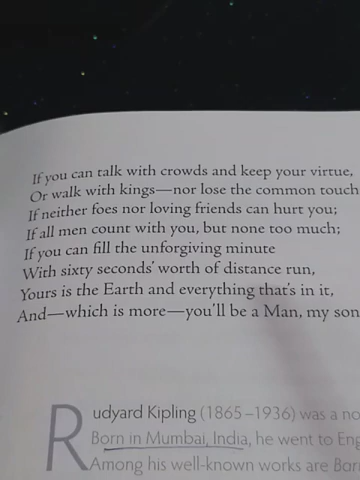 If you can talk with crowds and keep your virtue,
Or walk with kings—nor lose the common touch
If neither foes nor loving friends can hurt you;
If all men count with you, but none too much;
If you can fill the unforgiving minute
With sixty seconds' worth of distance run,
Yours is the Earth and everything that's in it,
And—which is more—you'll be a Man, my son
Rudyard Kipling (1865–1936) was a no
Born in Mumbai, India, he went to Eng
Among his well-known works are Barr